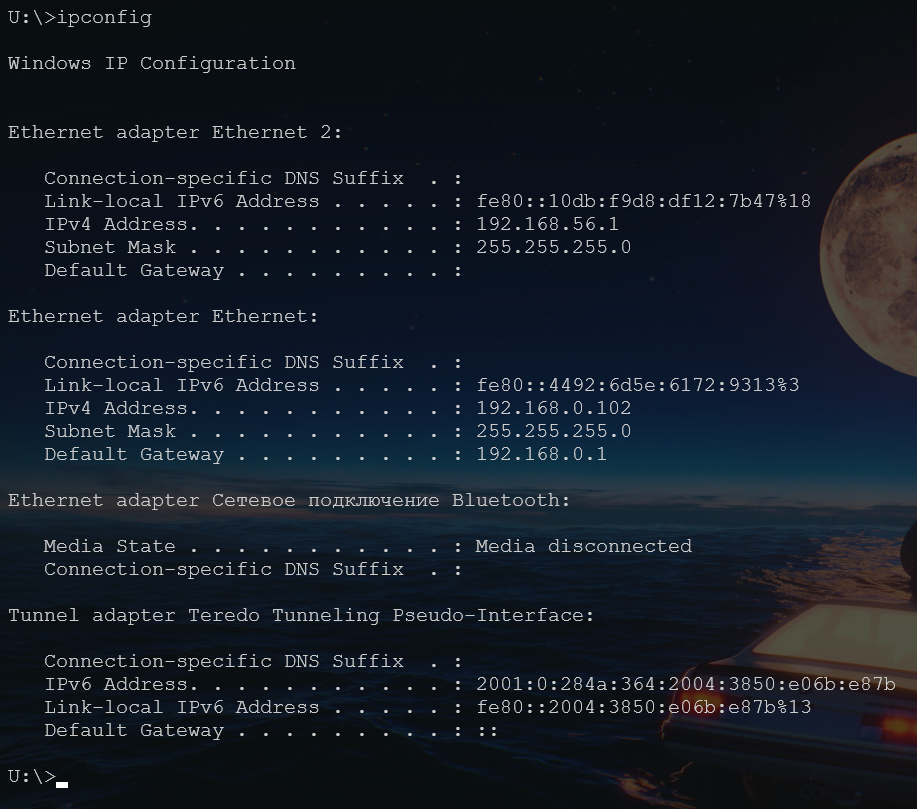 U:\>ipconfig
Windows IP Configuration
Ethernet adapter Ethernet 2:
Connection-specific DNS Suffix . :
Link-local IPv6 Address . . . . . : fe80::10db:f9d8:df12:7b47%18
IPv4 Address. . . . . . . . . . . : 192.168.56.1
Subnet Mask . . . . . . . . . . . : 255.255.255.0
Default Gateway . . . . . . . . . :
Ethernet adapter Ethernet:
Connection-specific DNS Suffix . :
Link-local IPv6 Address . . . . . : fe80::4492:6d5e:6172:9313%3
IPv4 Address. . . . . . . . . . . : 192.168.0.102
Subnet Mask . . . . . . . . . . . : 255.255.255.0
Default Gateway . . . . . . . . . : 192.168.0.1
Ethernet adapter Сетевое подключение Bluetooth:
Media State . . . . . . . . . . . : Media disconnected
Connection-specific DNS Suffix . :
Tunnel adapter Teredo Tunneling Pseudo-Interface:
Connection-specific DNS Suffix . :
IPv6 Address. . . . . . . . . . . : 2001:0:284a:364:2004:3850:e06b:e87b
Link-local IPv6 Address . . . . . : fe80::2004:3850:e06b:e87b%13
Default Gateway . . . . . . . . . : ::
U:\>